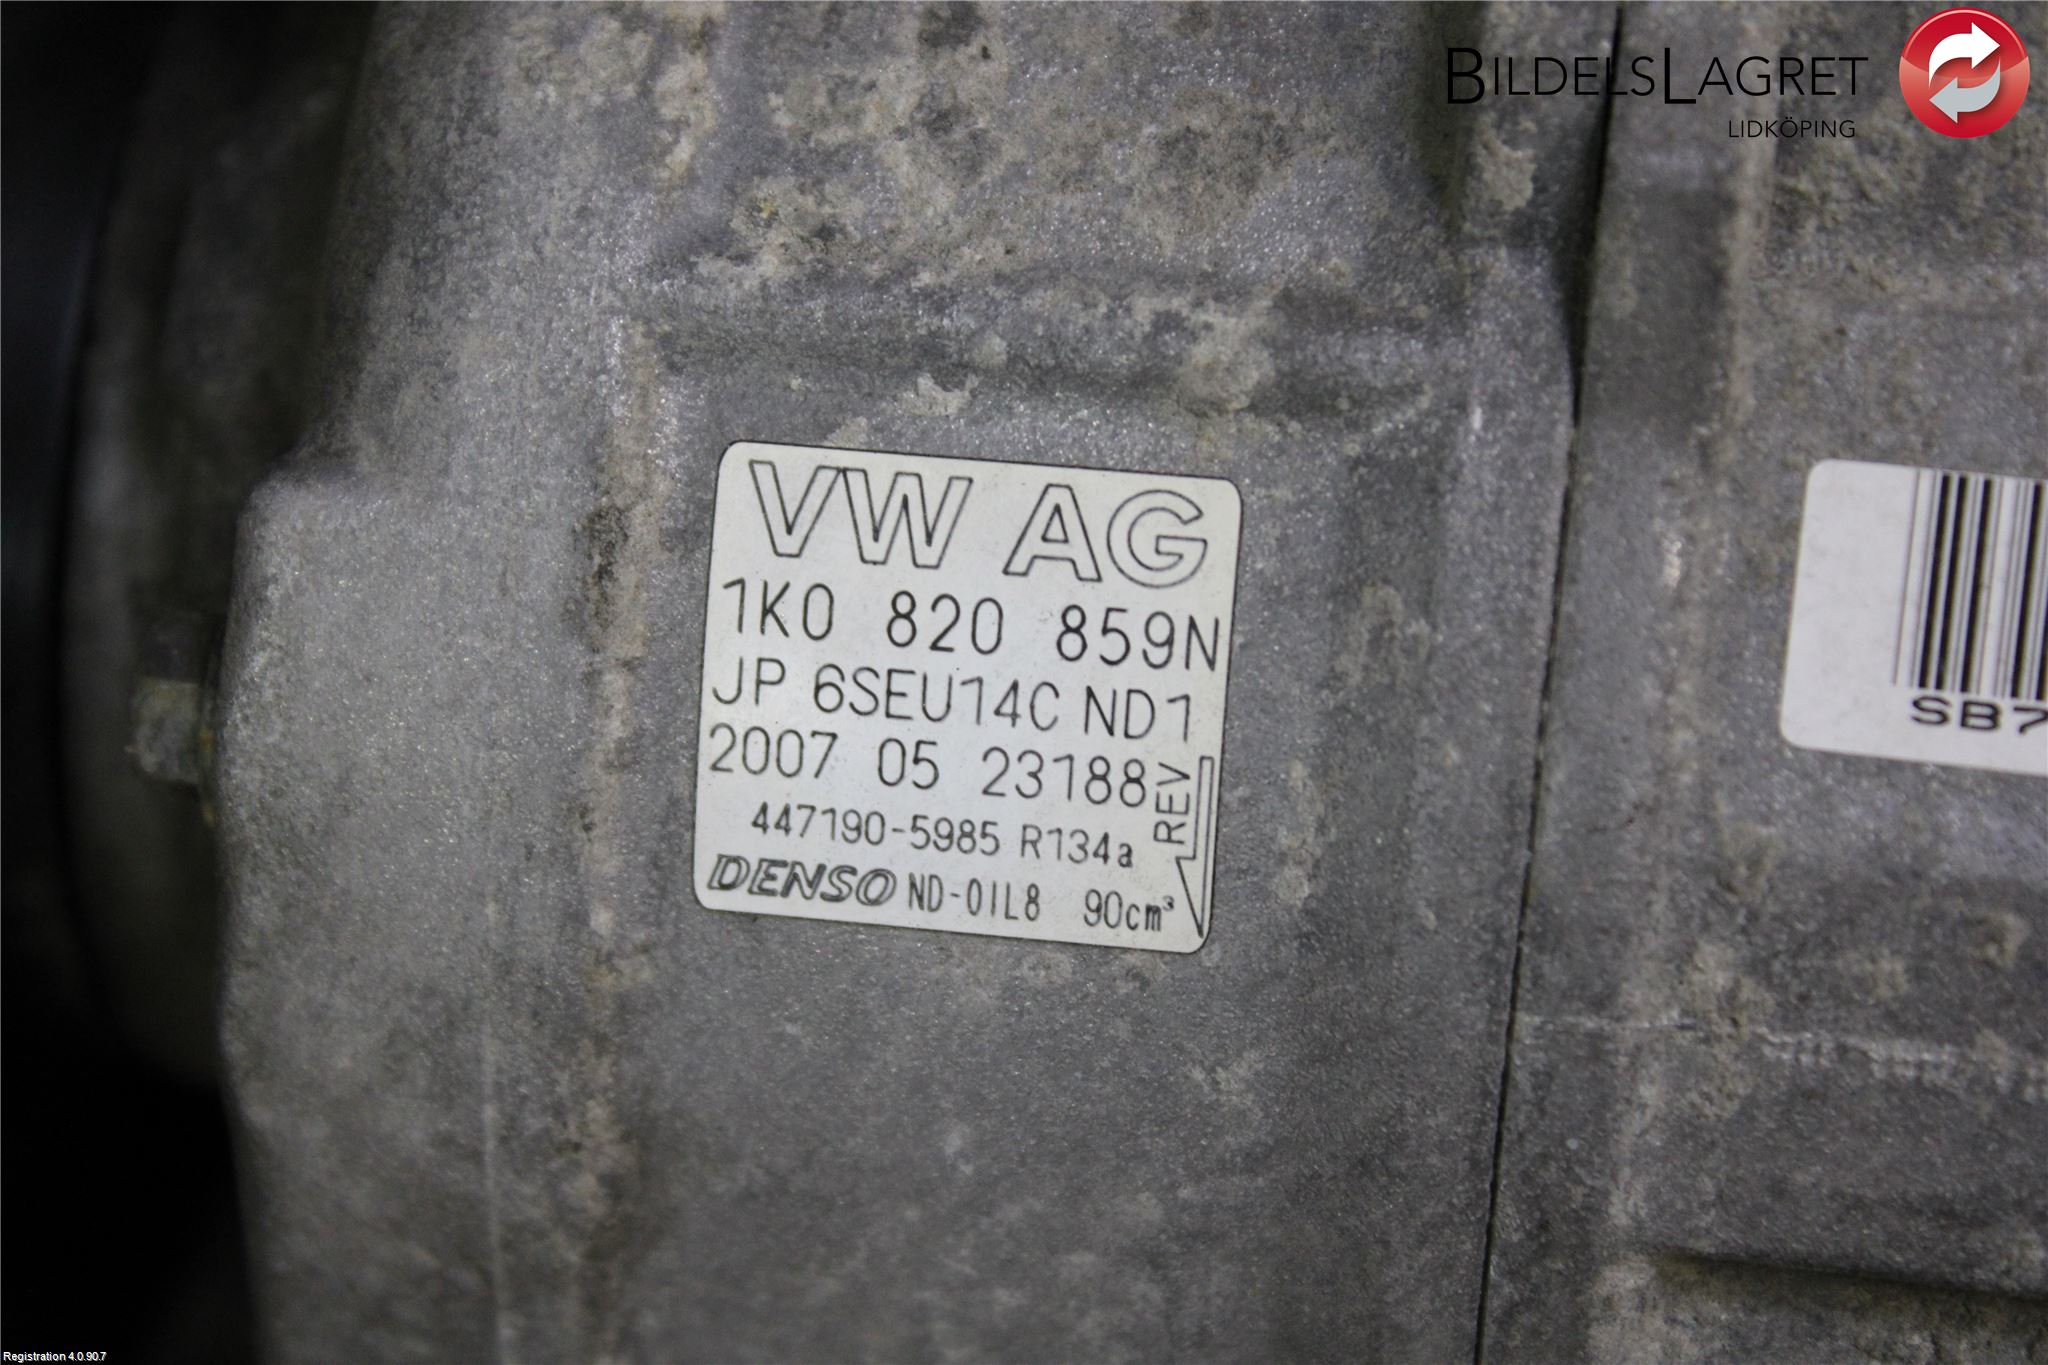 BILDELSLAGRET
LIDKÖPING
VW AG
1K0 820 859N
JP 6SEU14C ND1
2007 05 23188
REV
447190-5985 R134a
DENSO ND-OIL8 90cm³
SB7
Registration 4.0.90.7